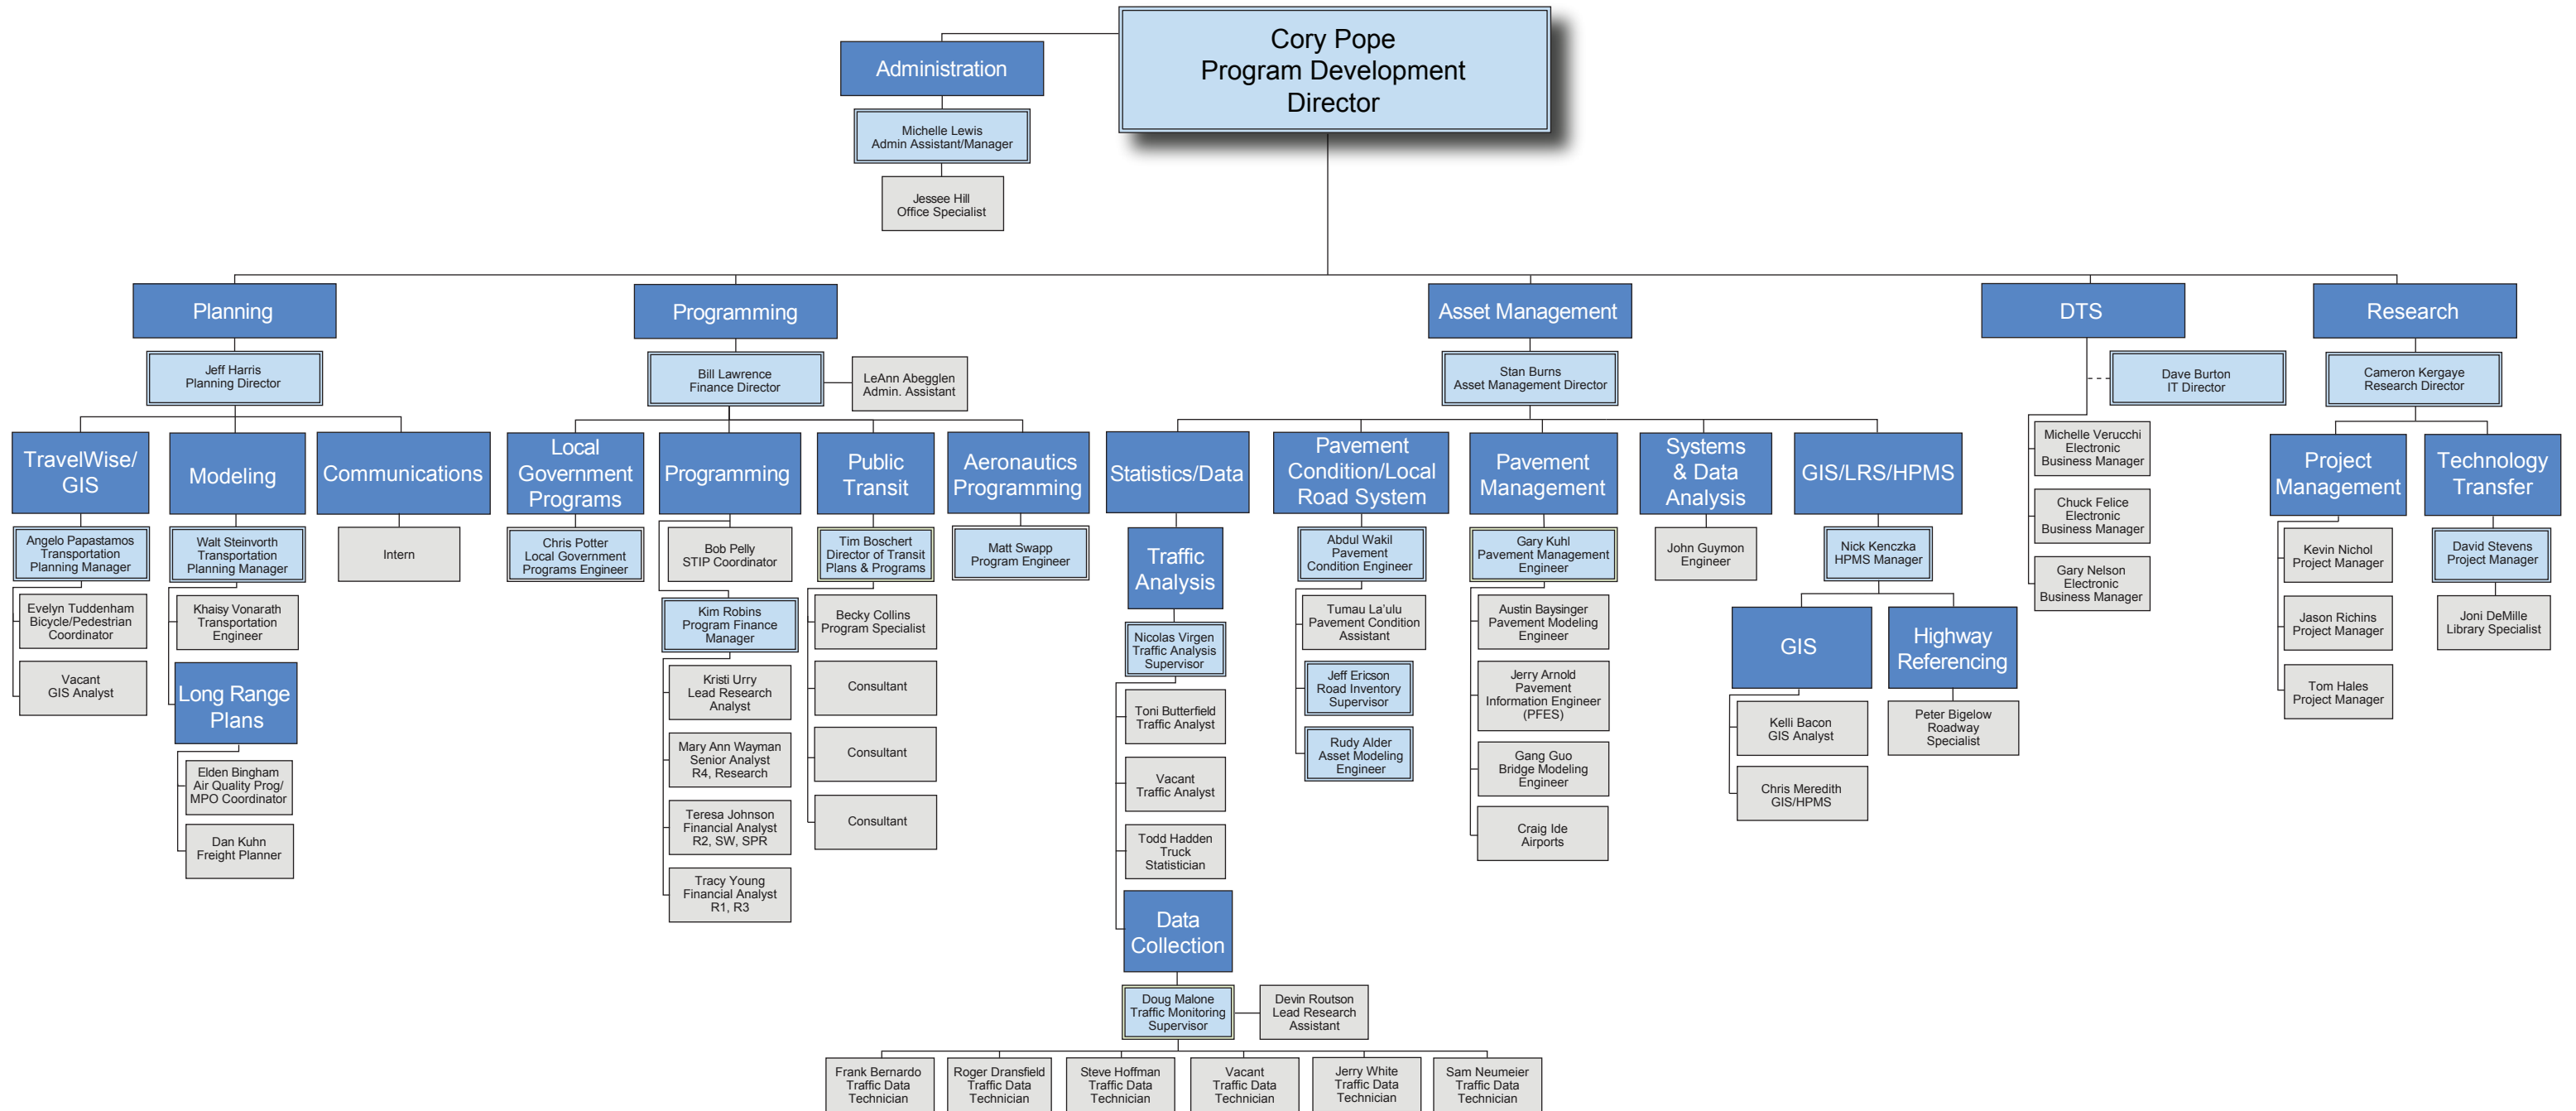 Cory Pope
Program Development
Director
Administration
Michelle Lewis
Admin Assistant/Manager
Jessee Hill
Office Specialist
Planning
Jeff Harris
Planning Director
TravelWise/
GIS
Angelo Papastamos
Transportation
Planning Manager
Evelyn Tuddenham
Bicycle/Pedestrian
Coordinator
Vacant
GIS Analyst
Modeling
Walt Steinvorth
Transportation
Planning Manager
Khaisy Vonarath
Transportation
Engineer
Long Range
Plans
Elden Bingham
Air Quality Prog/
MPO Coordinator
Dan Kuhn
Freight Planner
Communications
Intern
Programming
Bill Lawrence
Finance Director
LeAnn Abegglen
Admin. Assistant
Local
Government
Programs
Chris Potter
Local Government
Programs Engineer
Programming
Bob Pelly
STIP Coordinator
Kim Robins
Program Finance
Manager
Kristi Urry
Lead Research
Analyst
Mary Ann Wayman
Senior Analyst
R4, Research
Teresa Johnson
Financial Analyst
R2, SW, SPR
Tracy Young
Financial Analyst
R1, R3
Public
Transit
Tim Boschert
Director of Transit
Plans & Programs
Becky Collins
Program Specialist
Consultant
Consultant
Consultant
Aeronautics
Programming
Matt Swapp
Program Engineer
Asset Management
Stan Burns
Asset Management Director
Statistics/Data
Traffic
Analysis
Nicolas Virgen
Traffic Analysis
Supervisor
Toni Butterfield
Traffic Analyst
Vacant
Traffic Analyst
Todd Hadden
Truck
Statistician
Data
Collection
Doug Malone
Traffic Monitoring
Supervisor
Devin Routson
Lead Research
Assistant
Frank Bernardo
Traffic Data
Technician
Roger Dransfield
Traffic Data
Technician
Steve Hoffman
Traffic Data
Technician
Vacant
Traffic Data
Technician
Jerry White
Traffic Data
Technician
Sam Neumeier
Traffic Data
Technician
Pavement
Condition/Local
Road System
Abdul Wakil
Pavement
Condition Engineer
Tumau La'ulu
Pavement Condition
Assistant
Jeff Ericson
Road Inventory
Supervisor
Rudy Alder
Asset Modeling
Engineer
Pavement
Management
Gary Kuhl
Pavement Management
Engineer
Austin Baysinger
Pavement Modeling
Engineer
Jerry Arnold
Pavement
Information Engineer
(PFES)
Gang Guo
Bridge Modeling
Engineer
Craig Ide
Airports
Systems
& Data
Analysis
John Guymon
Engineer
GIS/LRS/HPMS
Nick Kenczka
HPMS Manager
GIS
Kelli Bacon
GIS Analyst
Chris Meredith
GIS/HPMS
Highway
Referencing
Peter Bigelow
Roadway
Specialist
DTS
Dave Burton
IT Director
Michelle Verucchi
Electronic
Business Manager
Chuck Felice
Electronic
Business Manager
Gary Nelson
Electronic
Business Manager
Research
Cameron Kergaye
Research Director
Project
Management
Kevin Nichol
Project Manager
Jason Richins
Project Manager
Tom Hales
Project Manager
Technology
Transfer
David Stevens
Project Manager
Joni DeMille
Library Specialist